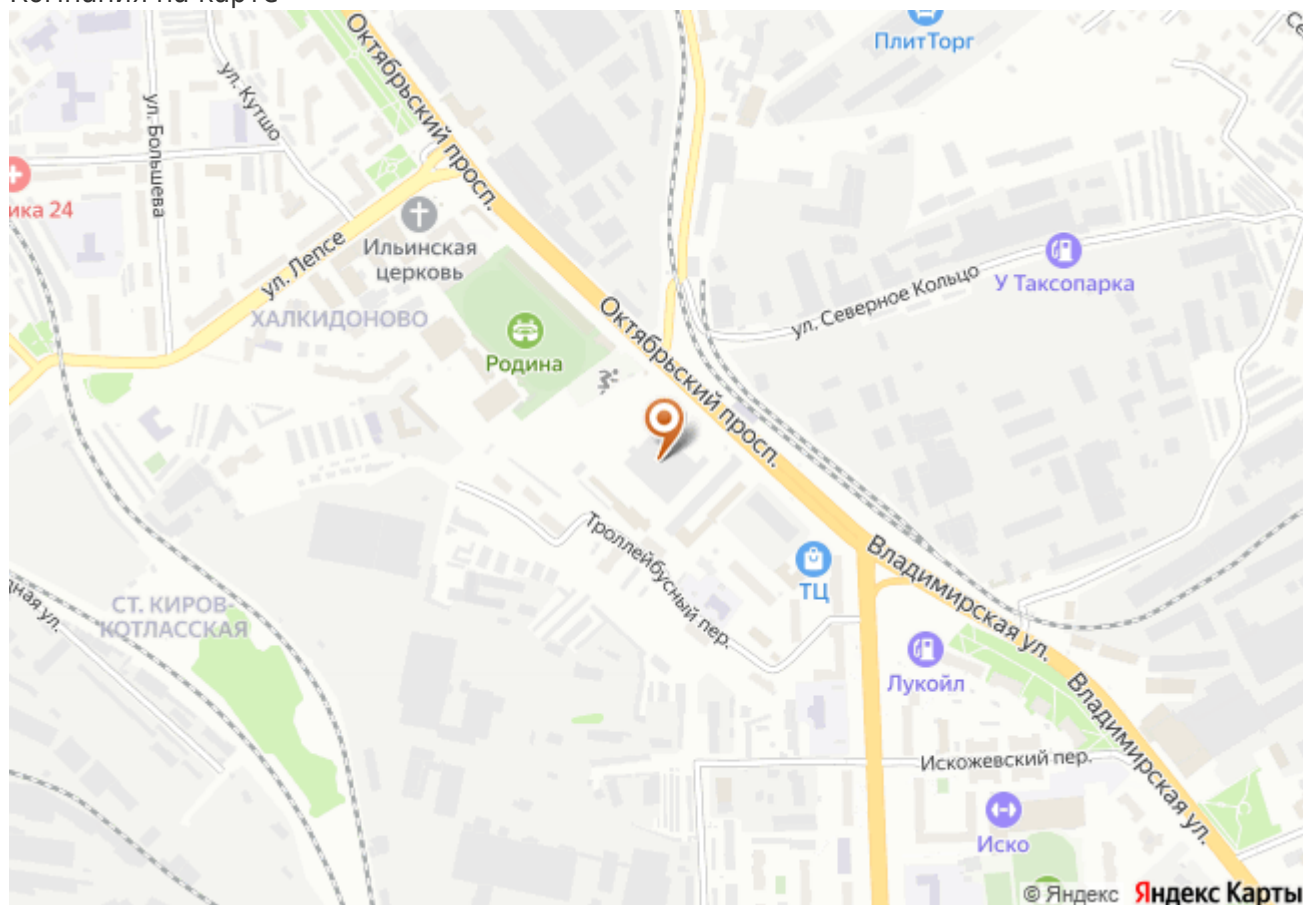 Компания на карте
ПлитТорг
Октябрьский просп.
ул. Кутшо
ул. Большева
ика 24
Ильинская
церковь
ул. Лепсе
У Таксопарка
ул. Северное Кольцо
ХАЛКИДОНОВО
Родина
Октябрьский просп.
Троллейбусный пер.
ТЦ
Владимирская ул.
СТ. КИРОВ-
КОТЛАССКАЯ
ная ул.
Лукойл
Владимирская ул.
Искожевский пер.
Иско
© Яндекс Яндекс Карты